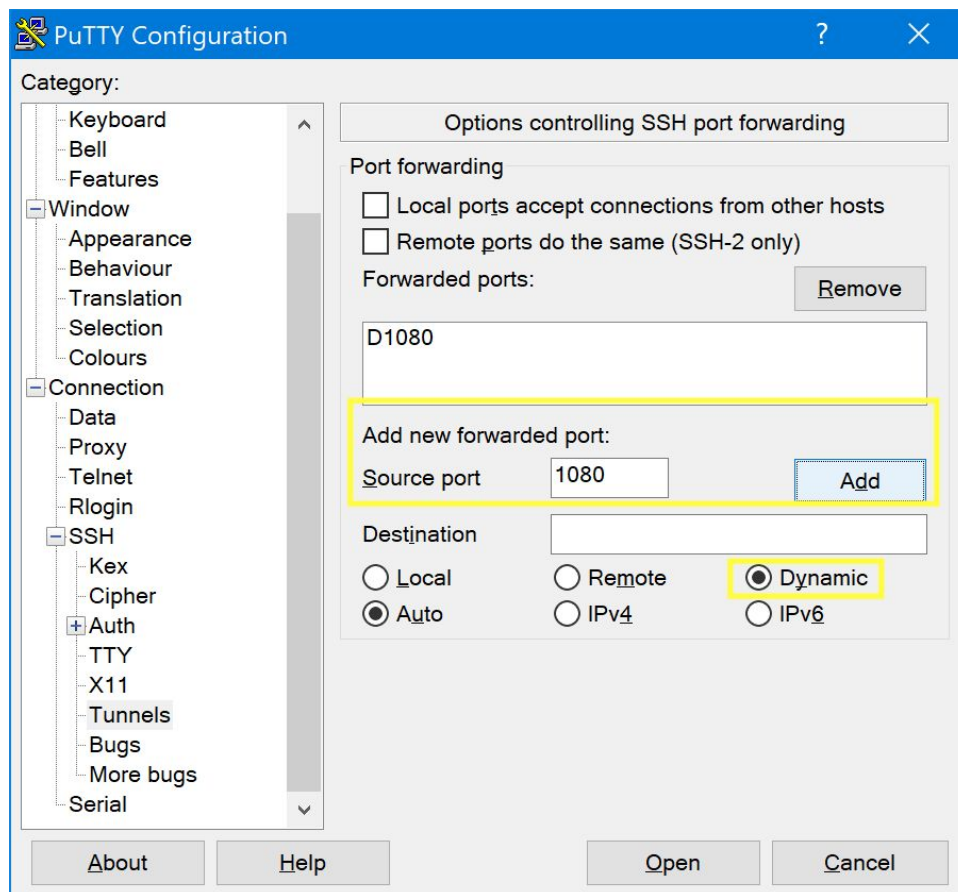 PuTTY Configuration
?
Category:
Keyboard
Bell
Features
Window
Appearance
Behaviour
Translation
Selection
Colours
Connection
Data
Proxy
Telnet
Rlogin
SSH
Kex
Cipher
Auth
TTY
X11
Tunnels
Bugs
More bugs
Serial
Options controlling SSH port forwarding
Port forwarding
Local ports accept connections from other hosts
Remote ports do the same (SSH-2 only)
Forwarded ports:
Remove
D1080
Add new forwarded port:
Source port 1080 Add
Destination
Local Remote Dynamic
Auto IPv4 IPv6
About Help Open Cancel